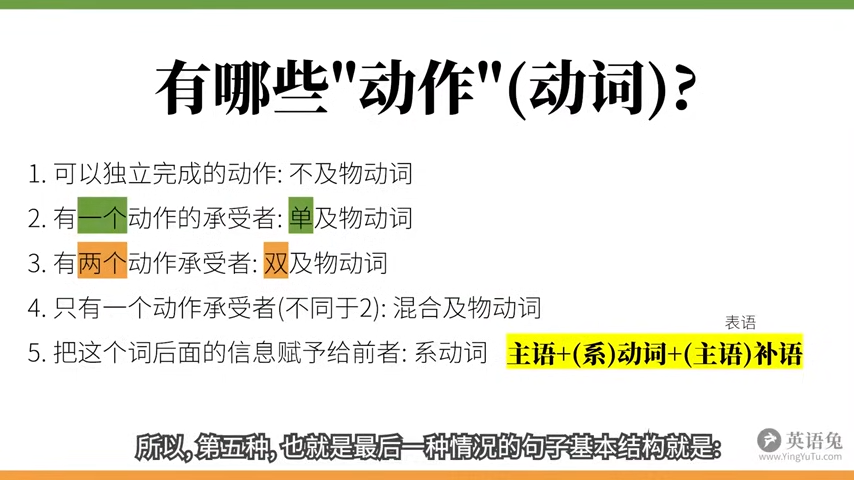 有哪些"动作"(动词)?
1. 可以独立完成的动作: 不及物动词
2. 有一个动作的承受者: 单及物动词
3. 有两个动作承受者: 双及物动词
4. 只有一个动作承受者(不同于2): 混合及物动词
表语
5. 把这个词后面的信息赋予给前者: 系动词 主语+(系)动词+(主语)补语
所以, 第五种, 也就是最后一种情况的句子基本结构就是:
英语兔
www.YingYuTu.com